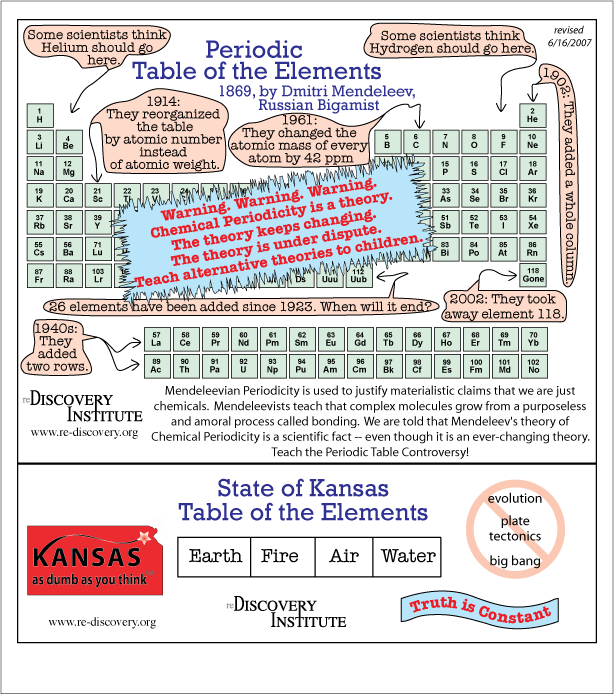 Some scientists think
Helium should go
here.
Periodic
Table of the Elements
1869, by Dmitri Mendeleev,
Russian Bigamist
Some scientists think
Hydrogen should go here.
revised
6/16/2007
1914:
They reorganized
the table
by atomic number
instead
of atomic weight.
1961:
They changed the
atomic mass of every
atom by 42 ppm
1902: They added a whole column.
1 2
H He
3 4 5 6 7 8 9 10
Li Be B C N O F Ne
11 12 15 16 17 18
Na Mg P S Cl Ar
19 20 21 22 23 24 33 34 35 36
K Ca Sc As Se Br Kr
37 38 39 51 52 53 54
Rb Sr Y Sb Te I Xe
55 56 71 83 84 85 86
Cs Ba Lu Bi Po At Rn
87 88 103 112 118
Fr Ra Lr Ds Uuu Uub Gone
Warning. Warning. Warning.
Chemical Periodicity is a theory.
The theory keeps changing.
The theory is under dispute.
Teach alternative theories to children.
26 elements have been added since 1923. When will it end?
2002: They took
away element 118.
1940s:
They
added
two rows.
57 58 59 60 61 62 63 64 65 66 67 68 69 70
La Ce Pr Nd Pm Sm Eu Gd Tb Dy Ho Er Tm Yb
89 90 91 92 93 94 95 96 97 98 99 100 101 102
Ac Th Pa U Np Pu Am Cm Bk Cf Es Fm Md No
reDiscovery
Institute
www.re-discovery.org
Mendeleevian Periodicity is used to justify materialistic claims that we are just
chemicals. Mendeleevists teach that complex molecules grow from a purposeless
and amoral process called bonding. We are told that Mendeleev's theory of
Chemical Periodicity is a scientific fact -- even though it is an ever-changing theory.
Teach the Periodic Table Controversy!
State of Kansas
Table of the Elements
KANSAS
as dumb as you think
Earth Fire Air Water
evolution
plate
tectonics
big bang
www.re-discovery.org
reDiscovery
Institute
Truth is Constant